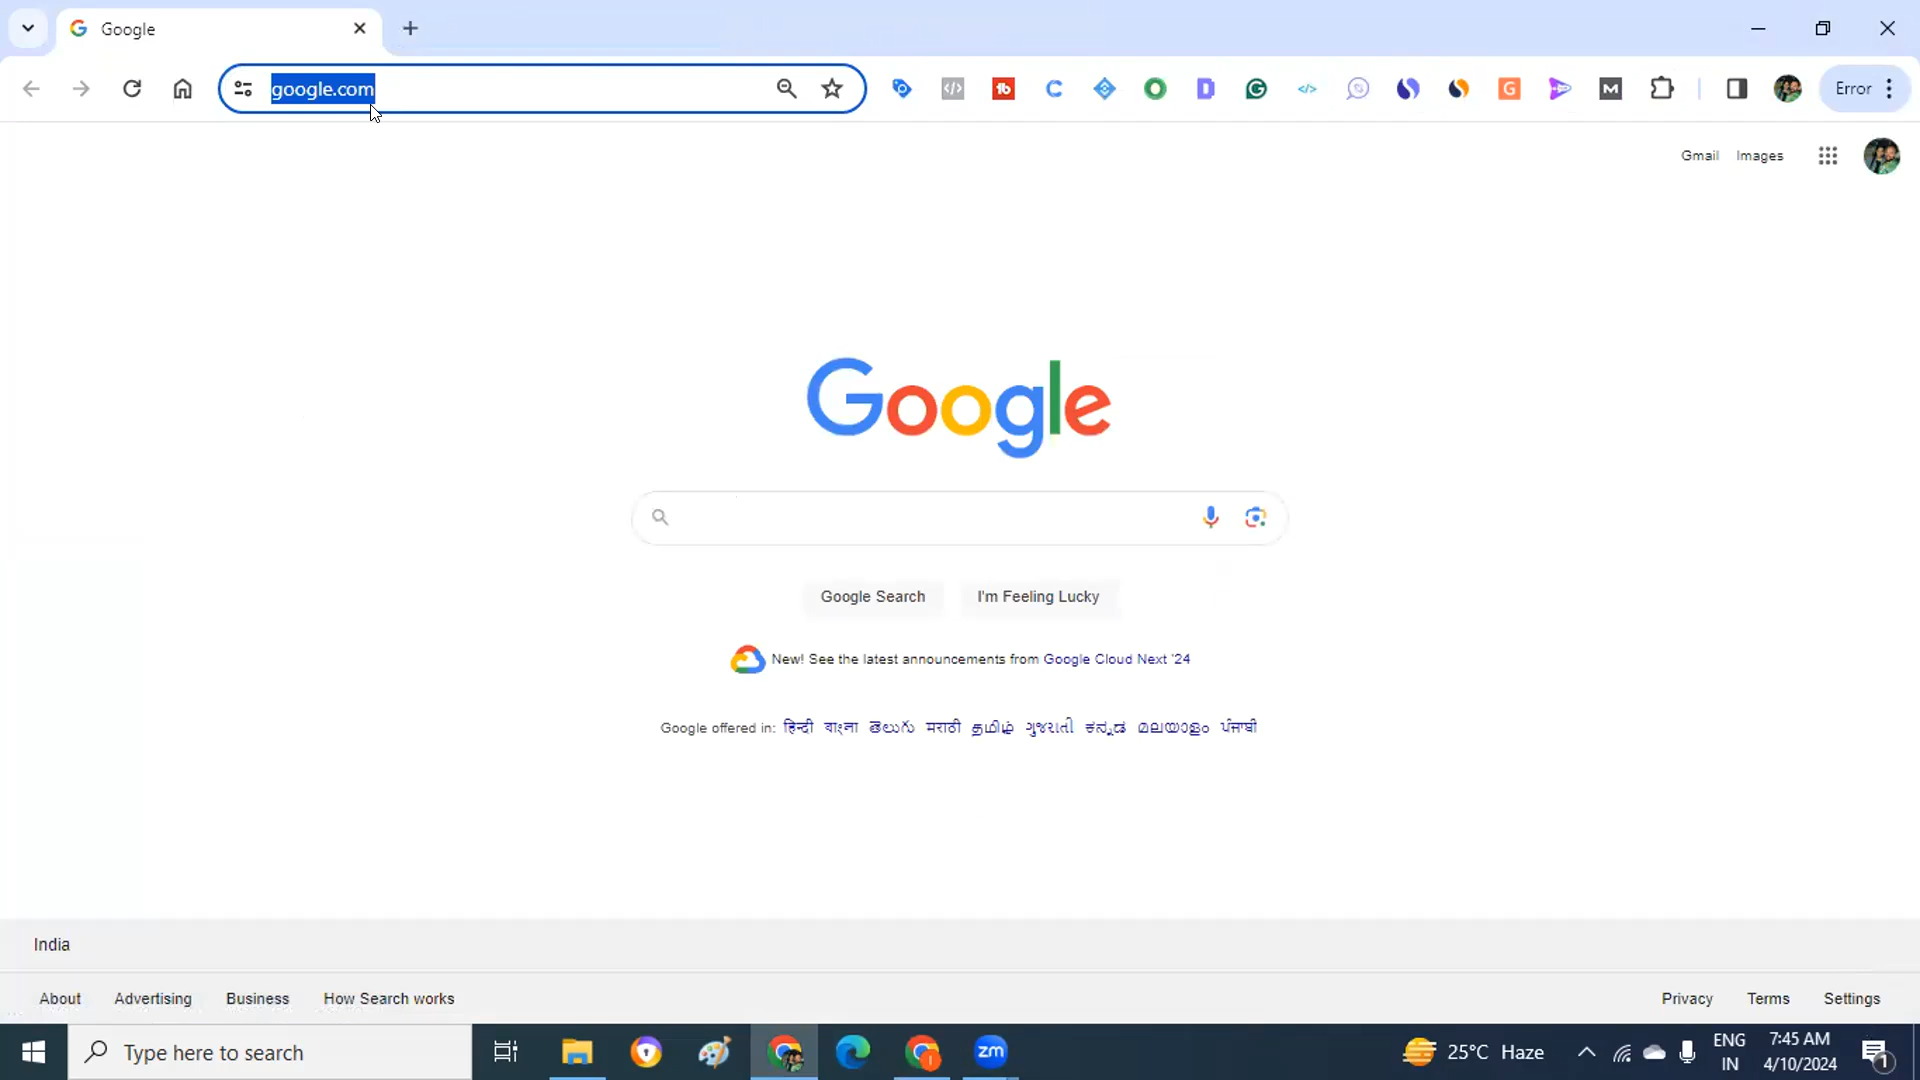 Google
google.com
Error
Gmail Images
Google
Google Search I'm Feeling Lucky
New! See the latest announcements from Google Cloud Next '24
Google offered in: हिन्दी বাংলা తెలుగు मराठी தமிழ் ગુજરાતી ಕನ್ನಡ മലയാളം ਪੰਜਾਬੀ
India
About Advertising Business How Search works Privacy Terms Settings
Type here to search zm 25°C Haze ENG IN 7:45 AM 4/10/2024 1